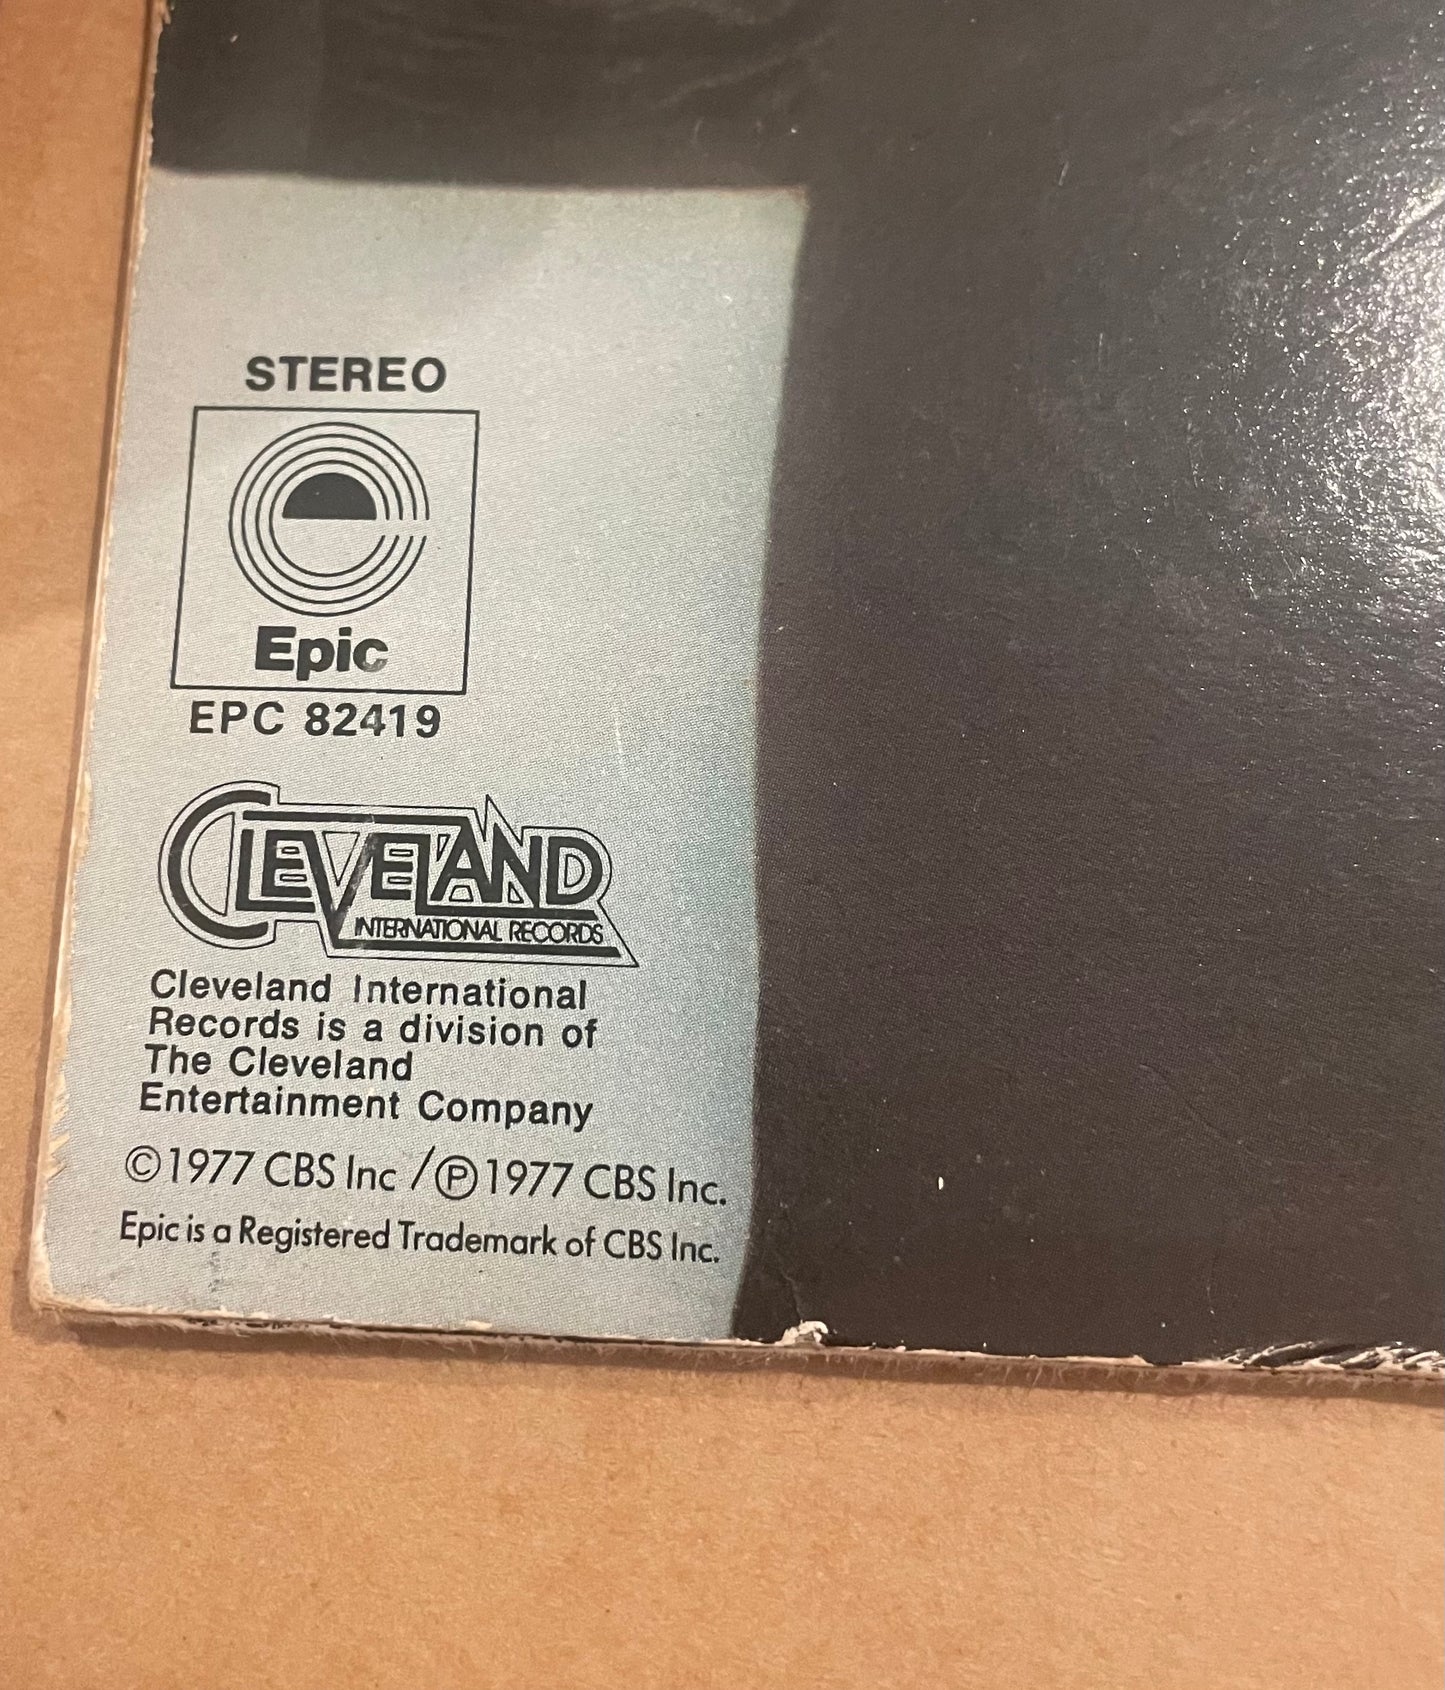 STEREO
Epic
EPC 82419
CLEVELAND
INTERNATIONAL RECORDS
Cleveland International
Records is a division of
The Cleveland
Entertainment Company
©1977 CBS Inc /℗1977 CBS Inc.
Epic is a Registered Trademark of CBS Inc.